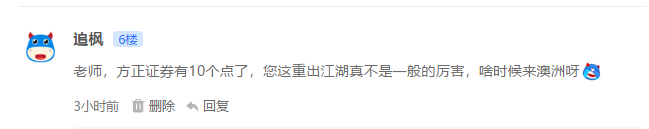 追枫 6楼
老师，方正证券有10个点了，您这重出江湖真不是一般的厉害，啥时候来澳洲呀
3小时前 删除 回复